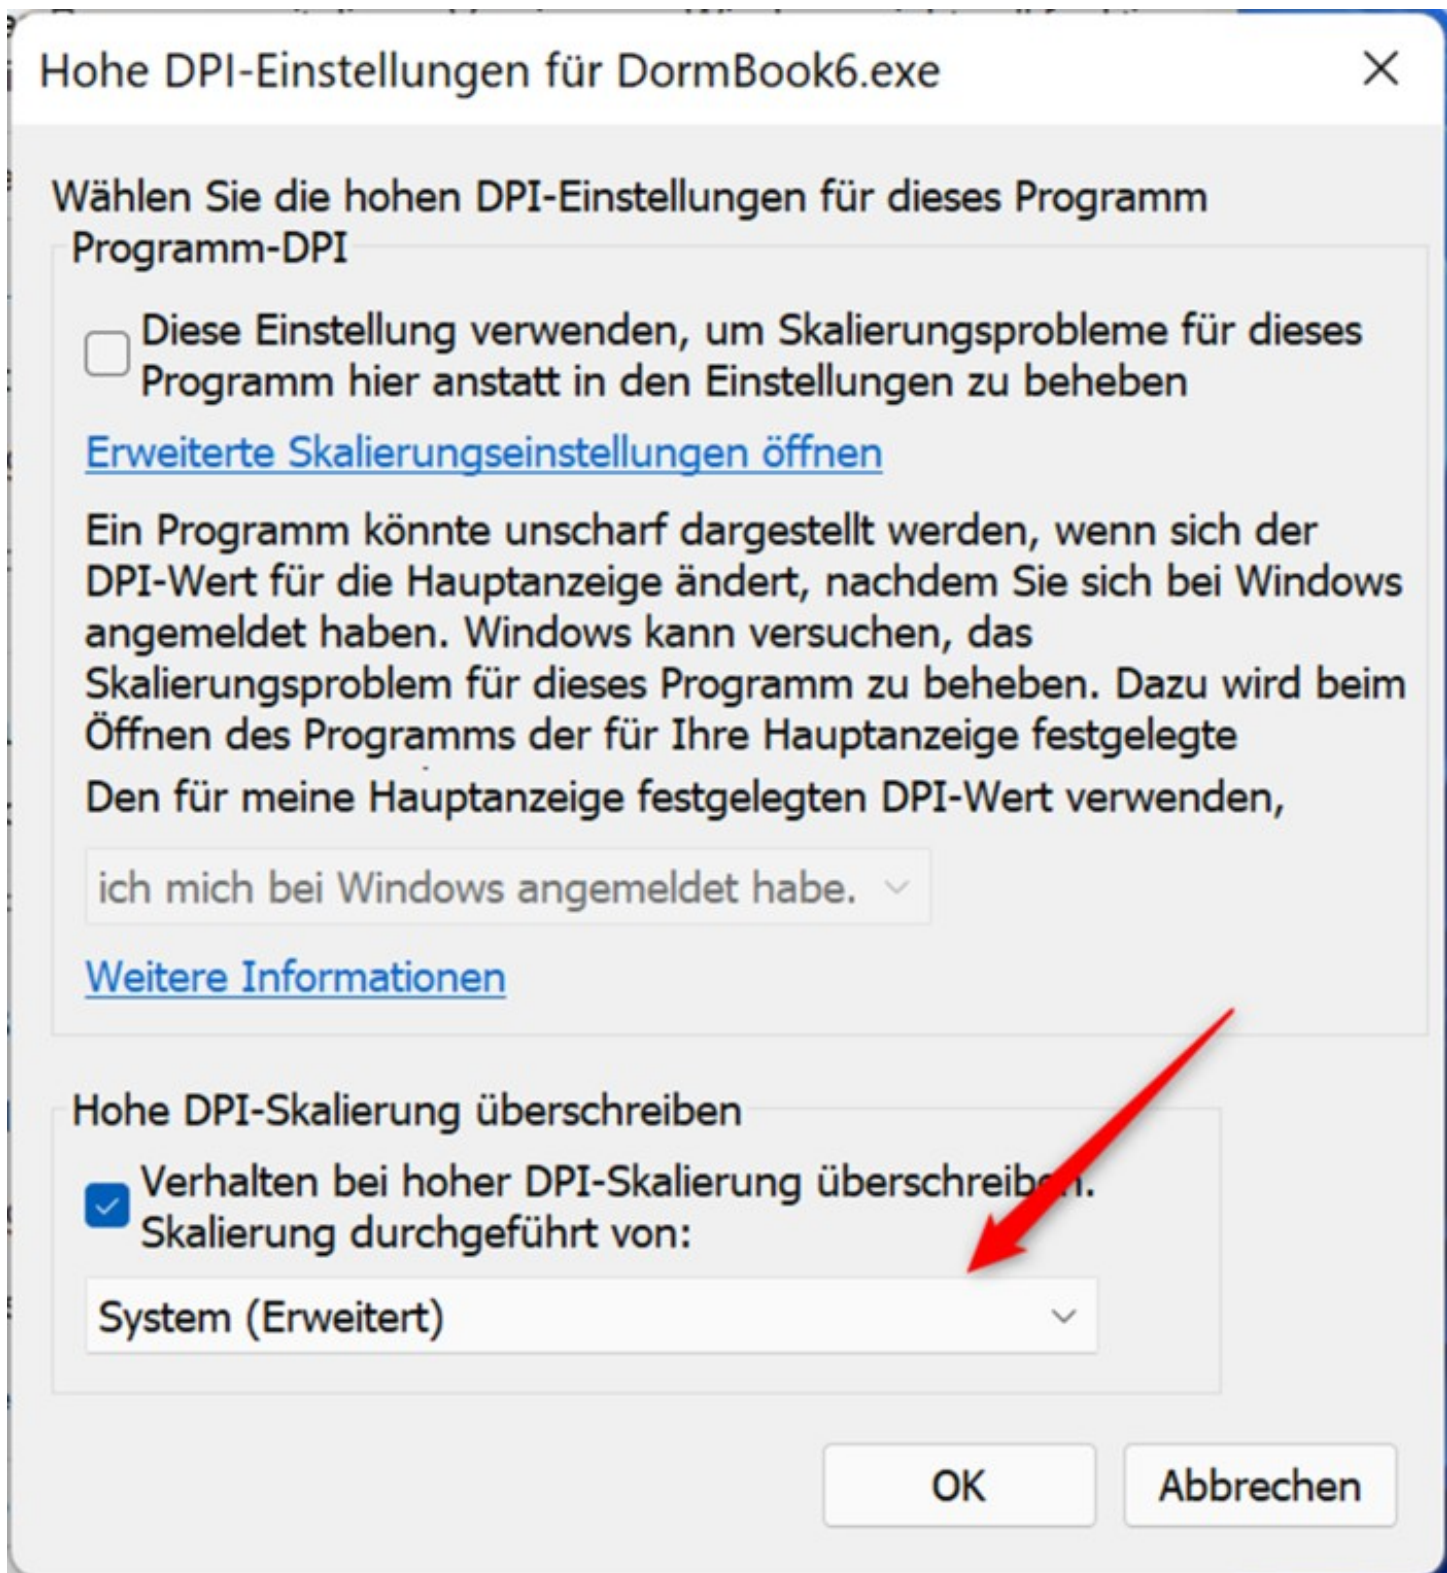 Hohe DPI-Einstellungen für DormBook6.exe
Wählen Sie die hohen DPI-Einstellungen für dieses Programm
Programm-DPI
Diese Einstellung verwenden, um Skalierungsprobleme für dieses
Programm hier anstatt in den Einstellungen zu beheben
Erweiterte Skalierungseinstellungen öffnen
Ein Programm könnte unscharf dargestellt werden, wenn sich der
DPI-Wert für die Hauptanzeige ändert, nachdem Sie sich bei Windows
angemeldet haben. Windows kann versuchen, das
Skalierungsproblem für dieses Programm zu beheben. Dazu wird beim
Öffnen des Programms der für Ihre Hauptanzeige festgelegte
Den für meine Hauptanzeige festgelegten DPI-Wert verwenden,
ich mich bei Windows angemeldet habe.
Weitere Informationen
Hohe DPI-Skalierung überschreiben
Verhalten bei hoher DPI-Skalierung überschreiben.
Skalierung durchgeführt von:
System (Erweitert)
OK
Abbrechen